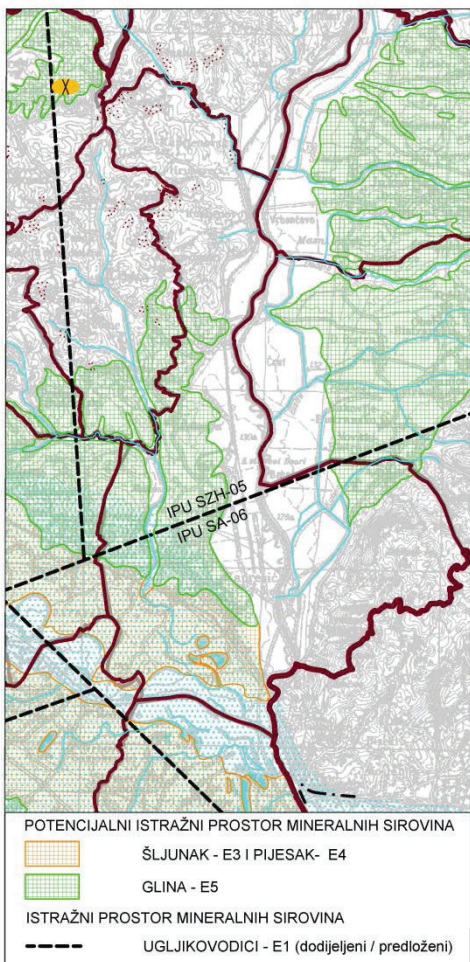 IPU SZH-05
IPU SA-06
POTENCIJALNI ISTRAŽNI PROSTOR MINERALNIH SIROVINA
ŠLJUNAK - E3 I PIJESAK- E4
GLINA - E5
ISTRAŽNI PROSTOR MINERALNIH SIROVINA
UGLJIKOVODICI - E1 (dodijeljeni / predloženi)